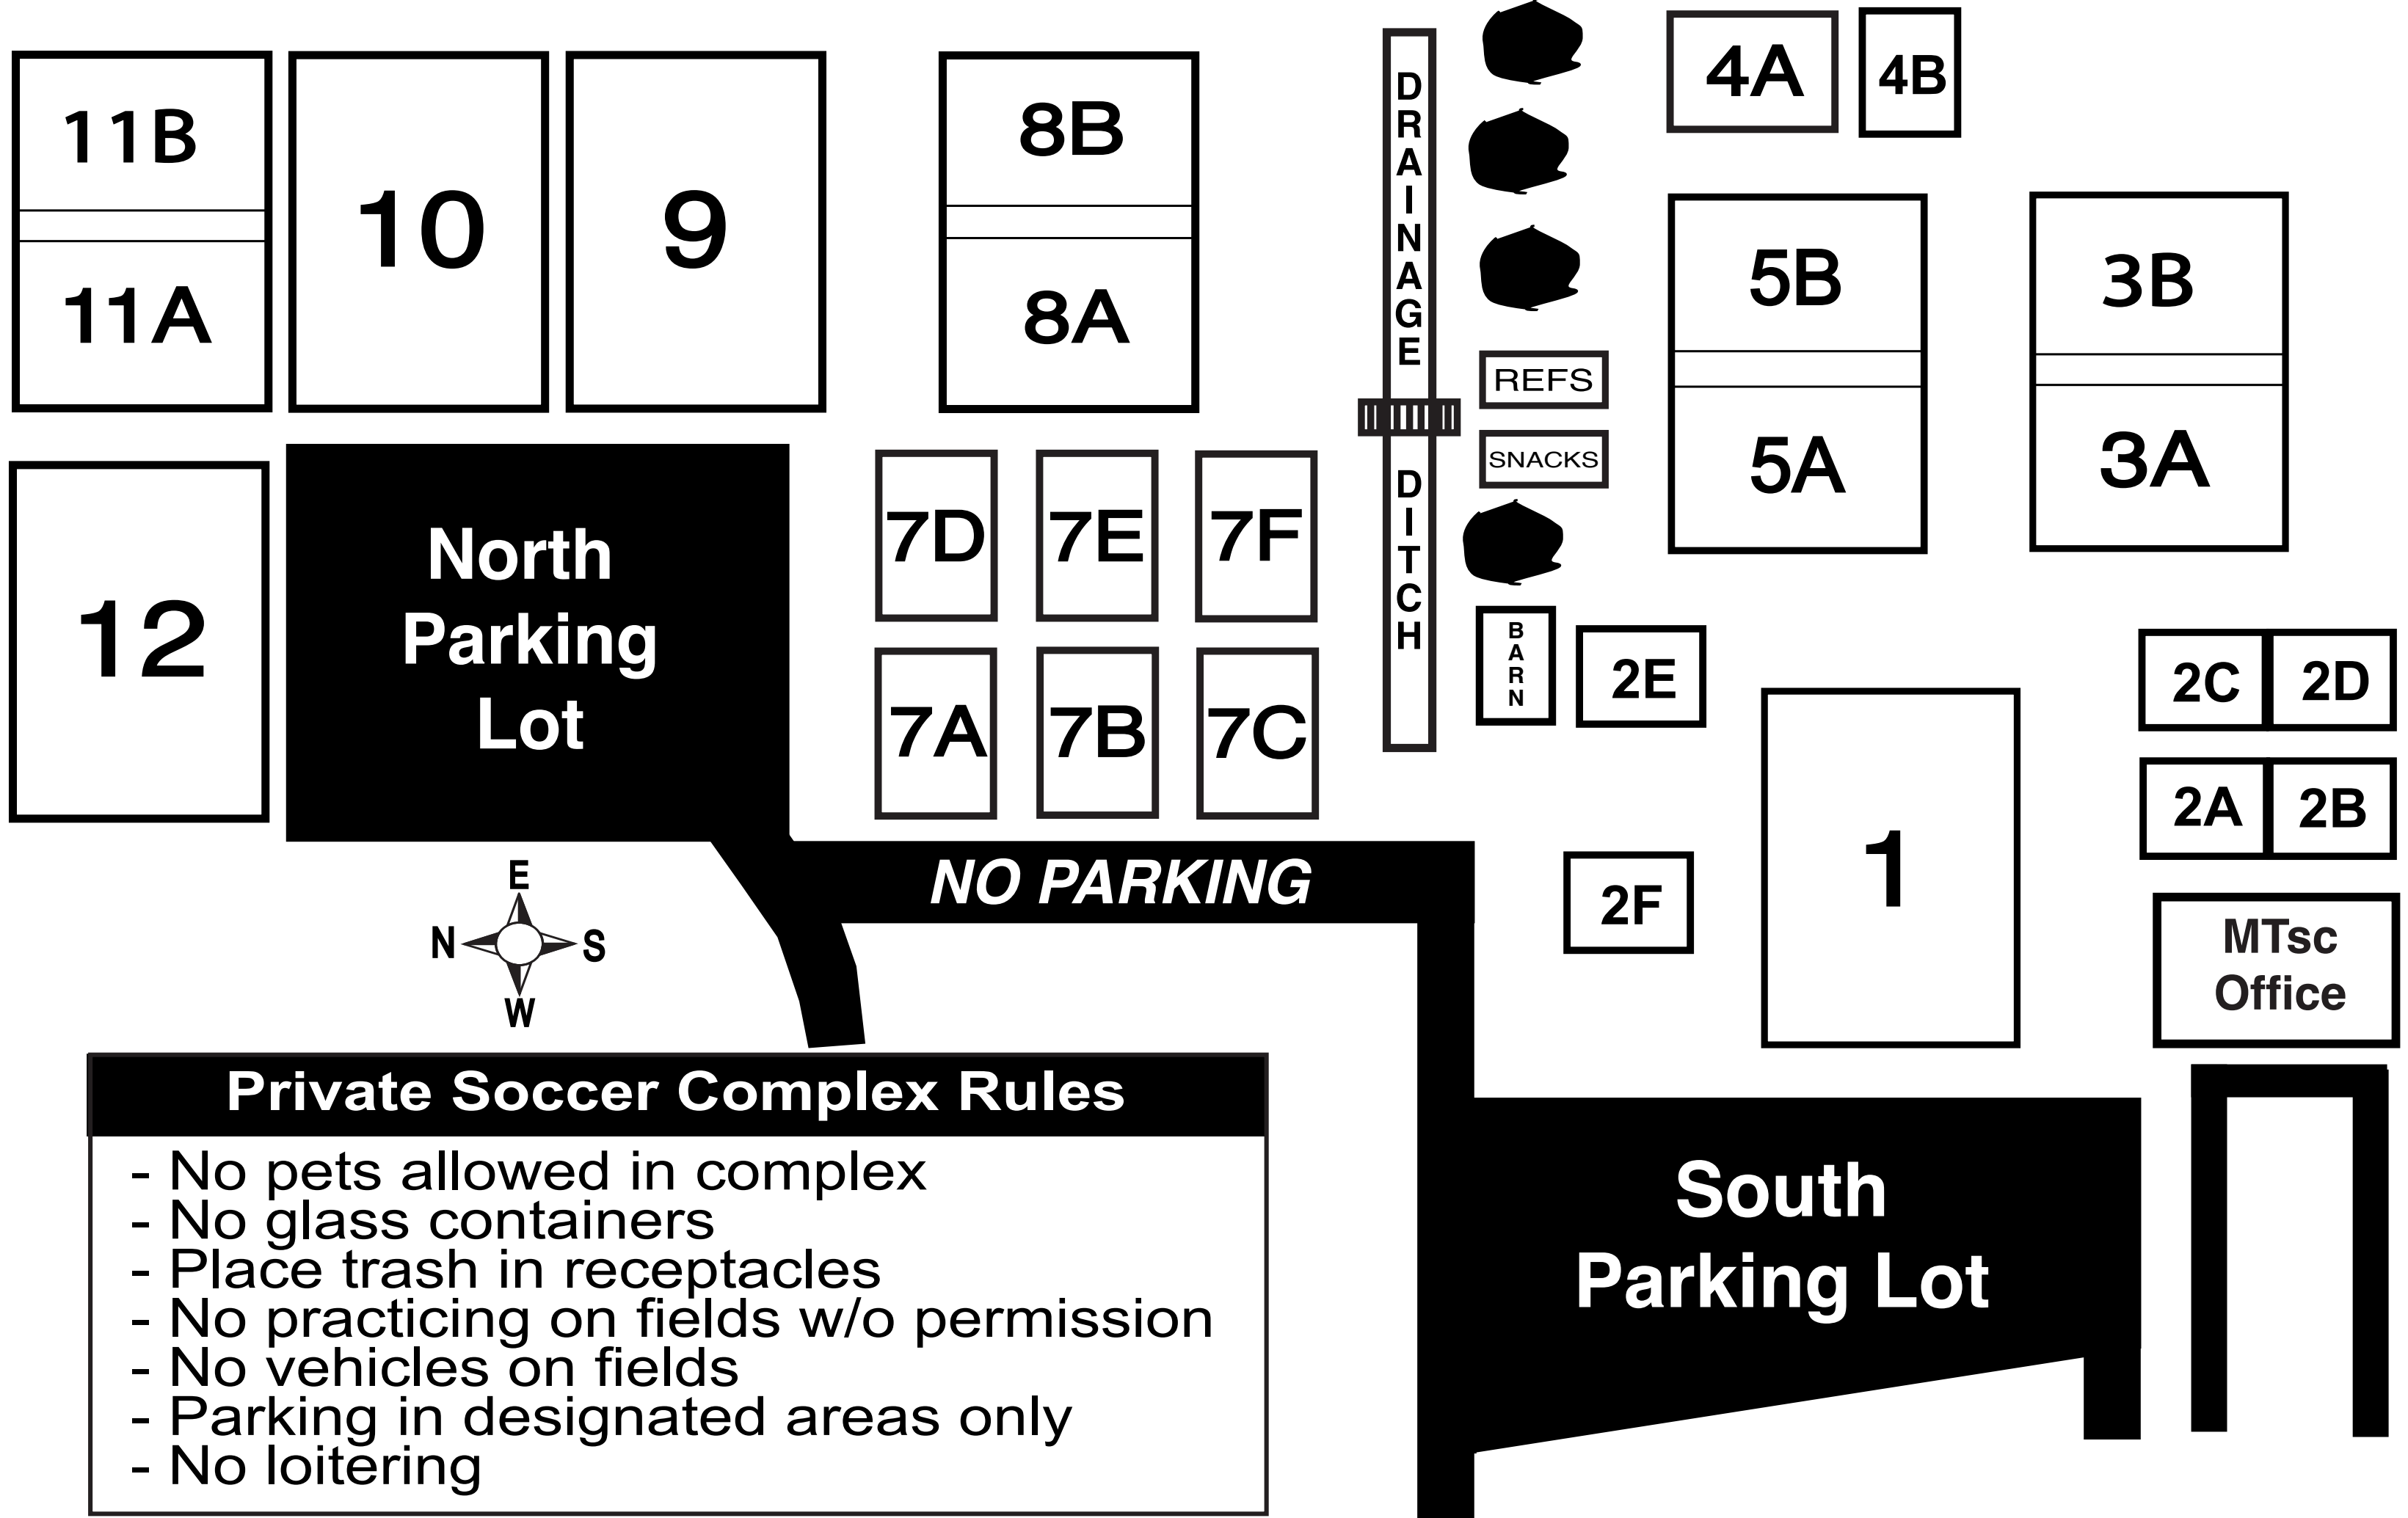 11B
11A
10
9
8B
8A
DRAINAGE
DITCH
4A
4B
REFS
SNACKS
5B
5A
3B
3A
12
North
Parking
Lot
7D
7E
7F
7A
7B
7C
BARN
2E
2F
1
2C
2D
2A
2B
MTsc
Office
NO PARKING
E
N
S
W
Private Soccer Complex Rules
- No pets allowed in complex
- No glass containers
- Place trash in receptacles
- No practicing on fields w/o permission
- No vehicles on fields
- Parking in designated areas only
- No loitering
South
Parking Lot